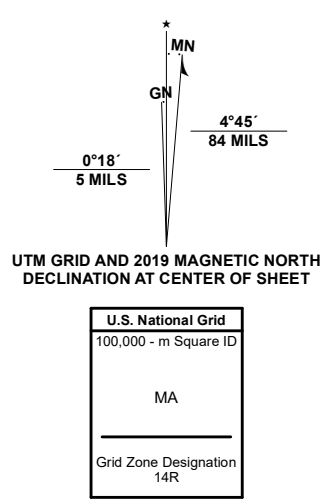 ★
MN
GN
4°45´
84 MILS
0°18´
5 MILS
UTM GRID AND 2019 MAGNETIC NORTH
DECLINATION AT CENTER OF SHEET
U.S. National Grid
100,000 - m Square ID
MA
Grid Zone Designation
14R